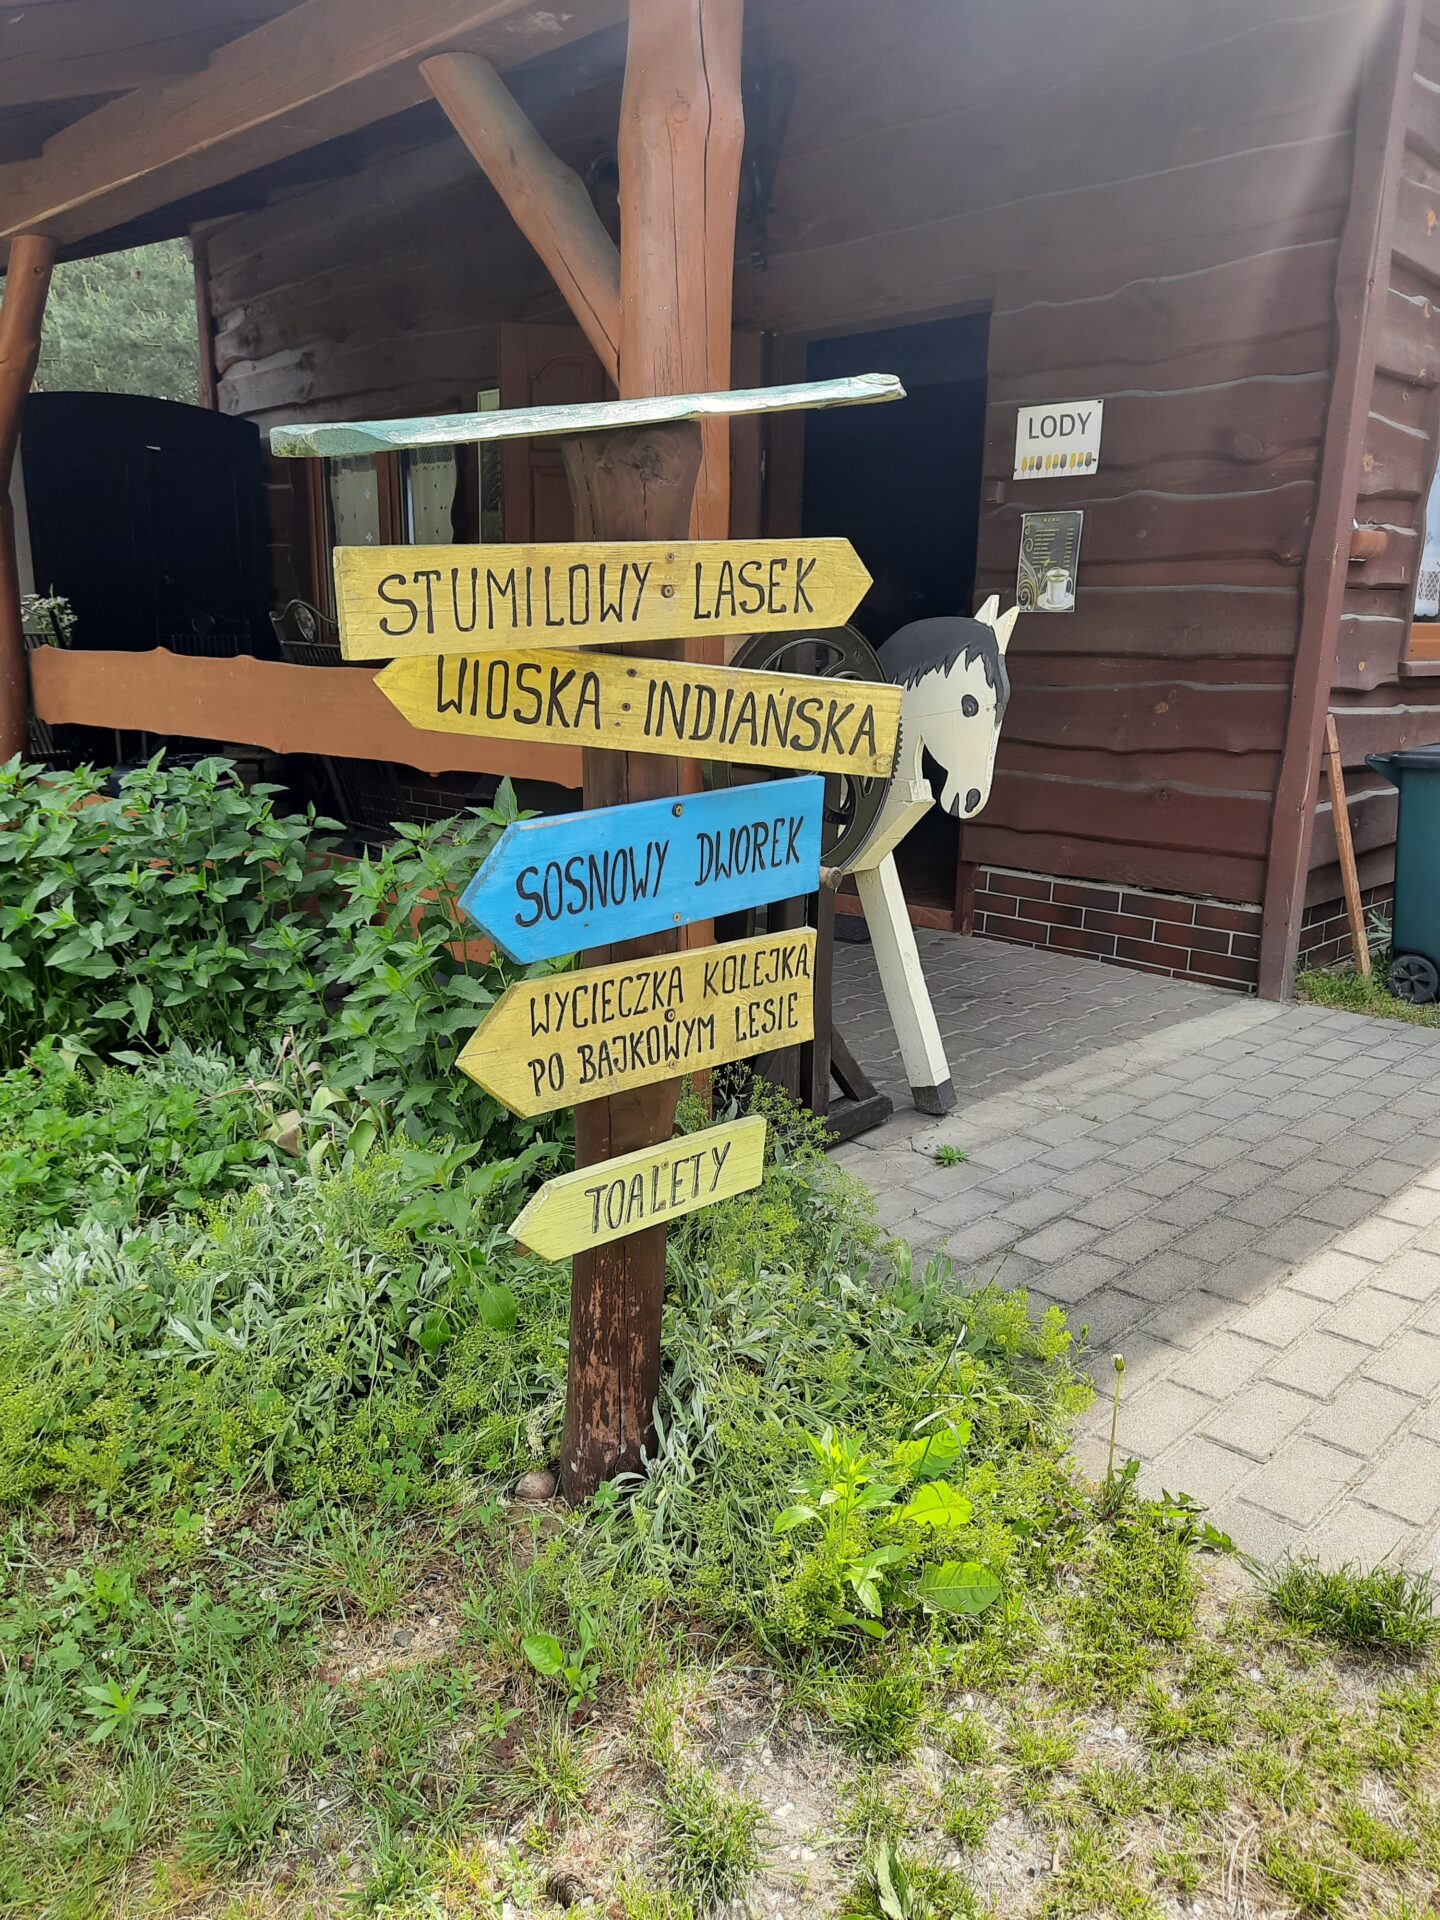 LODY
STUMILOWY LASEK
WIOSKA INDIAŃSKA
SOSNOWY DWOREK
WYCIECZKA KOLEJKĄ
PO BAJKOWYM LESIE
TOALETY